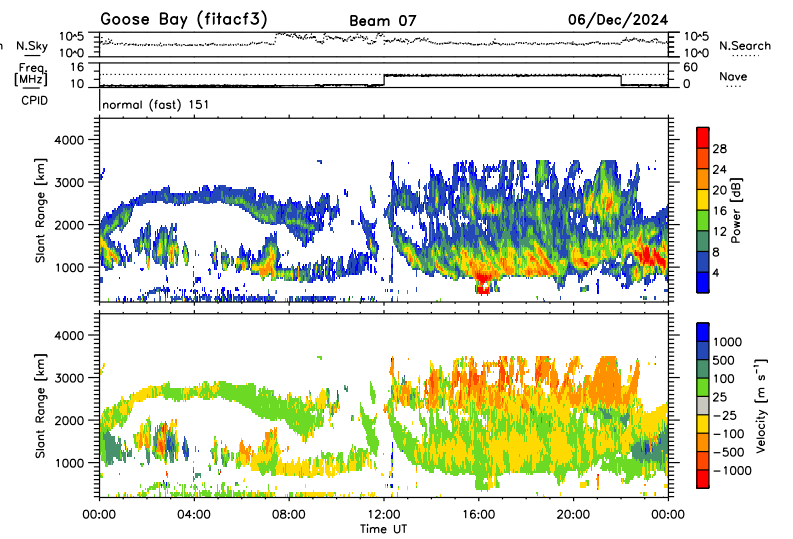 Goose Bay (fitacf3) Beam 07 06/Dec/2024
n N.Sky 10^5 10^0 10^5 10^0 N.Search
Freq. [MHz] 16 10 60 0 Nave
CPID normal (fast) 151
Slant Range [km]
4000
3000
2000
1000
Power [dB]
28
24
20
16
12
8
4
Slant Range [km]
4000
3000
2000
1000
Velocity [m s⁻¹]
1000
500
100
25
−25
−100
−500
−1000
00:00 04:00 08:00 12:00 16:00 20:00 00:00
Time UT